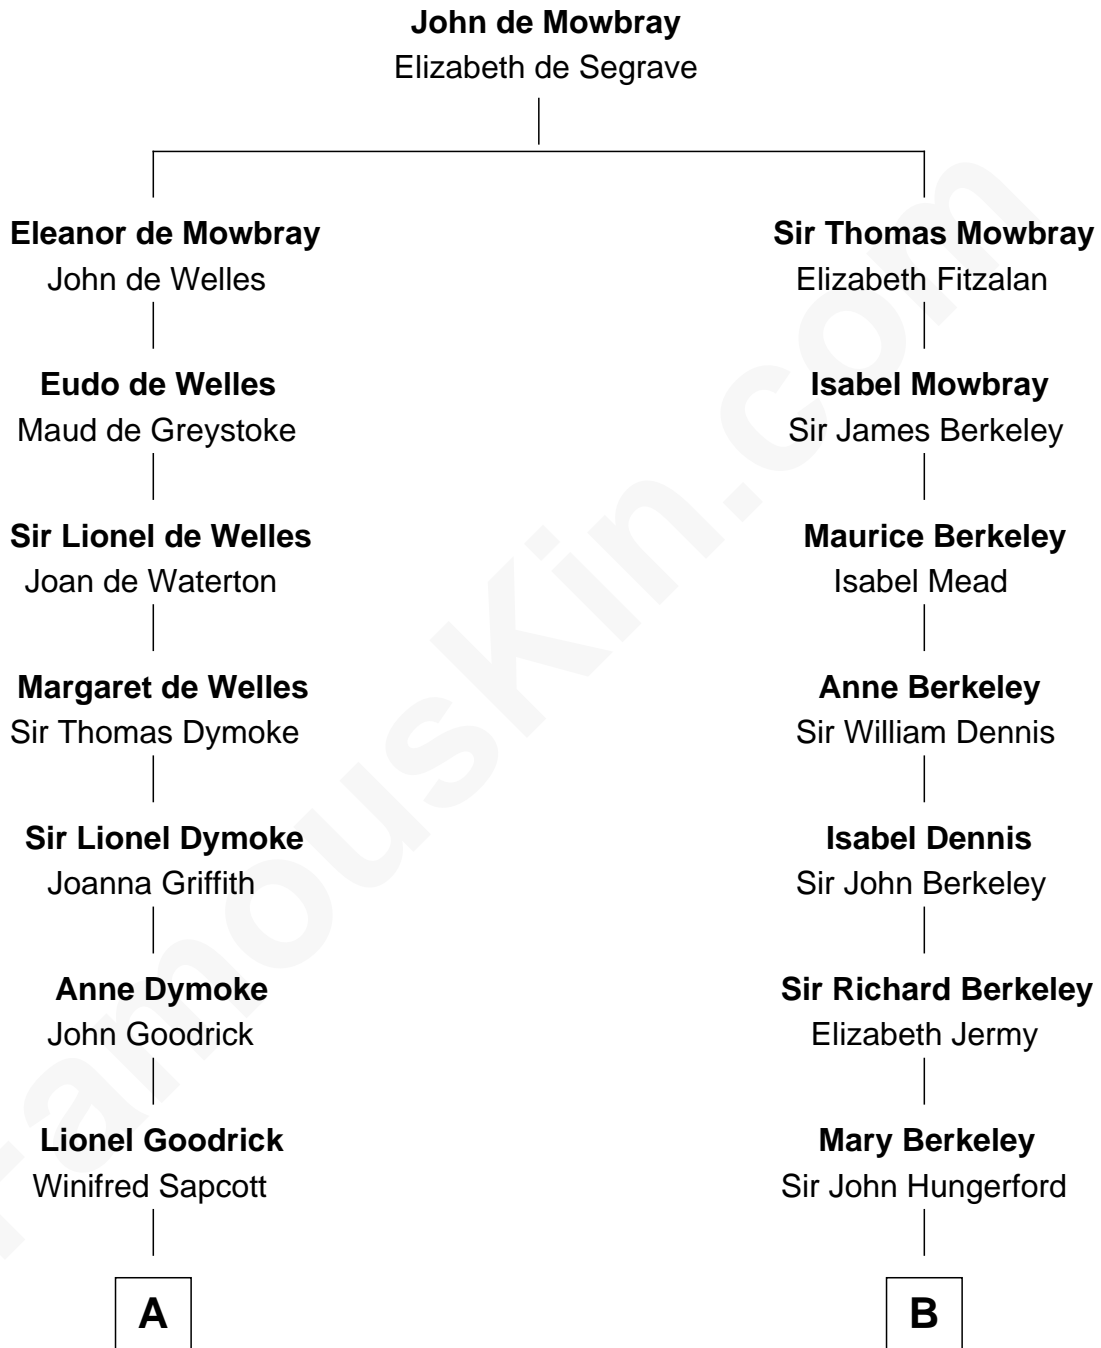 John de Mowbray
Elizabeth de Segrave
Eleanor de Mowbray
John de Welles
Eudo de Welles
Maud de Greystoke
Sir Lionel de Welles
Joan de Waterton
Margaret de Welles
Sir Thomas Dymoke
Sir Lionel Dymoke
Joanna Griffith
Anne Dymoke
John Goodrick
Lionel Goodrick
Winifred Sapcott
A
Sir Thomas Mowbray
Elizabeth Fitzalan
Isabel Mowbray
Sir James Berkeley
Maurice Berkeley
Isabel Mead
Anne Berkeley
Sir William Dennis
Isabel Dennis
Sir John Berkeley
Sir Richard Berkeley
Elizabeth Jermy
Mary Berkeley
Sir John Hungerford
B
FamousKin.com